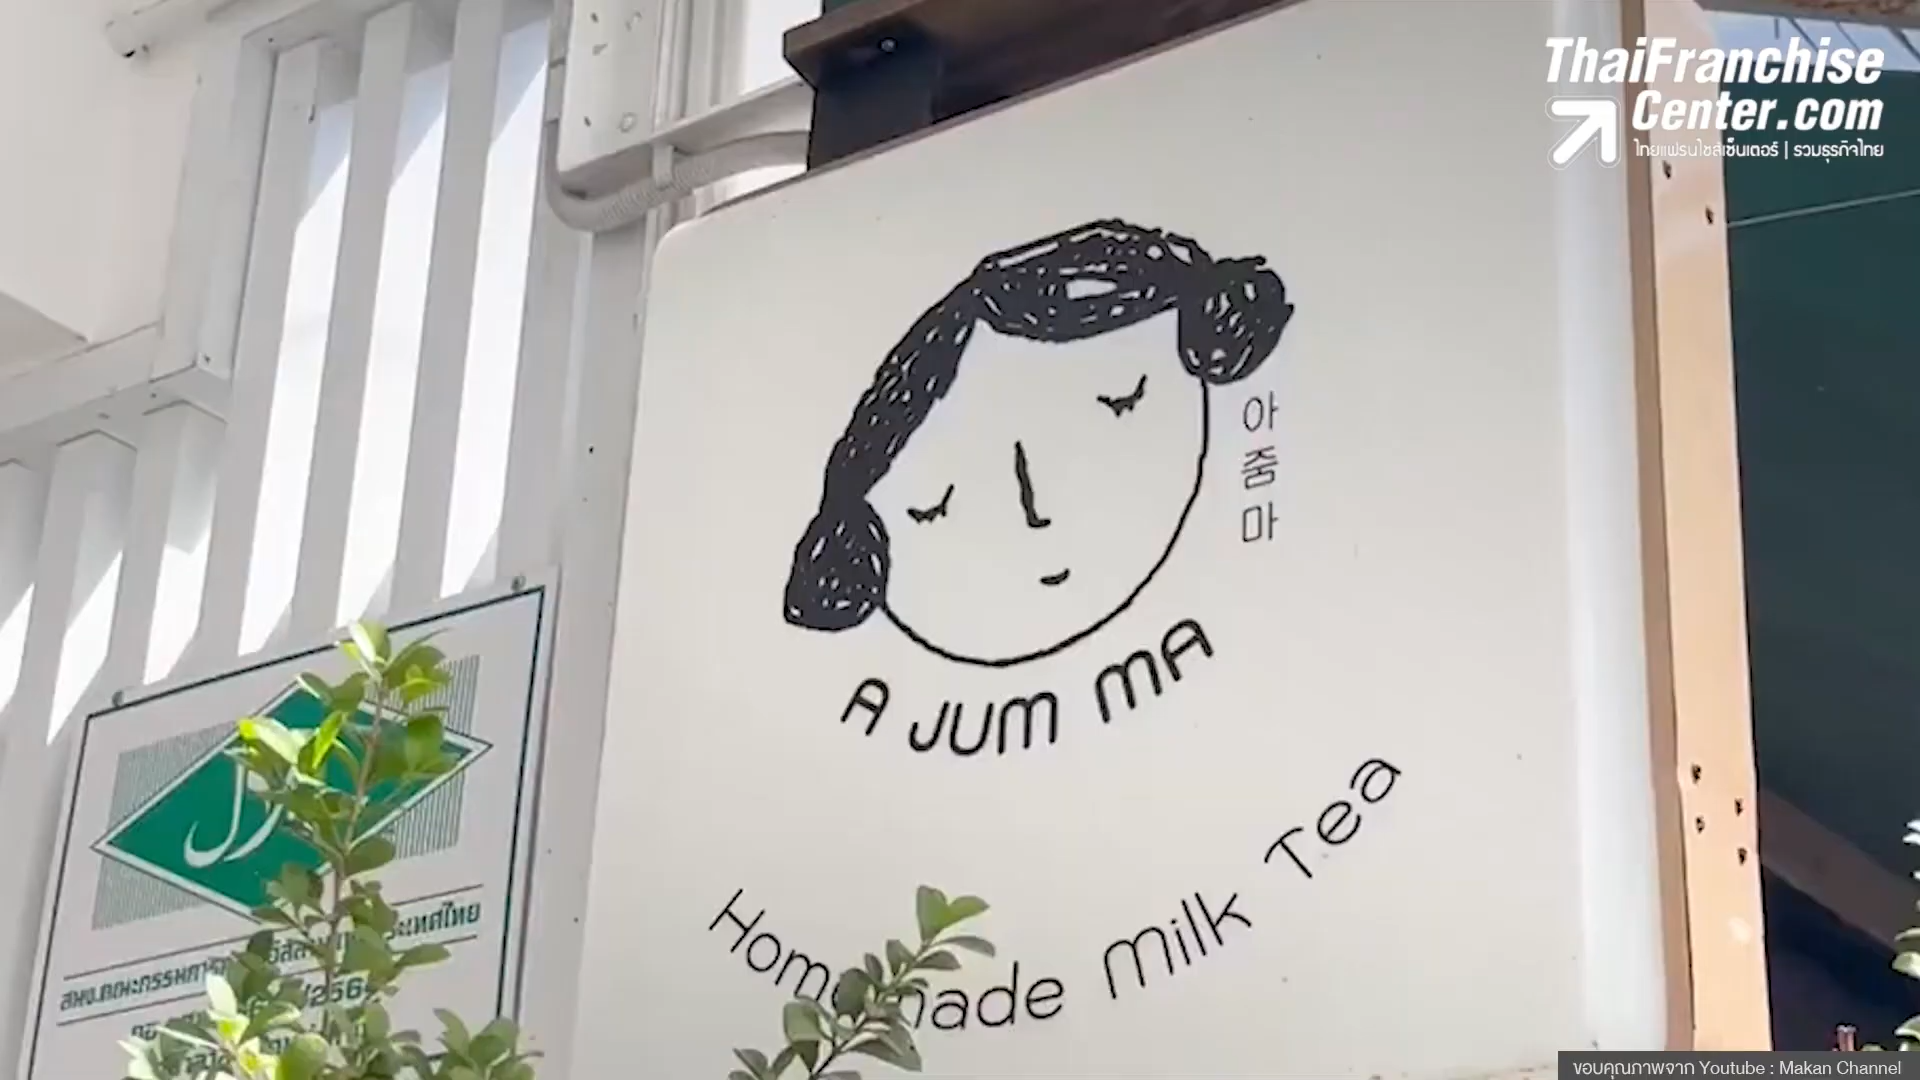 ThaiFranchise
Center.com
ไทยแฟรนไชส์เซ็นเตอร์ | รวมธุรกิจไทย
아
줌
마
A JUM MA
Homemade Milk Tea
ประเทศไทย
ขอบคุณภาพจาก Youtube : Makan Channel